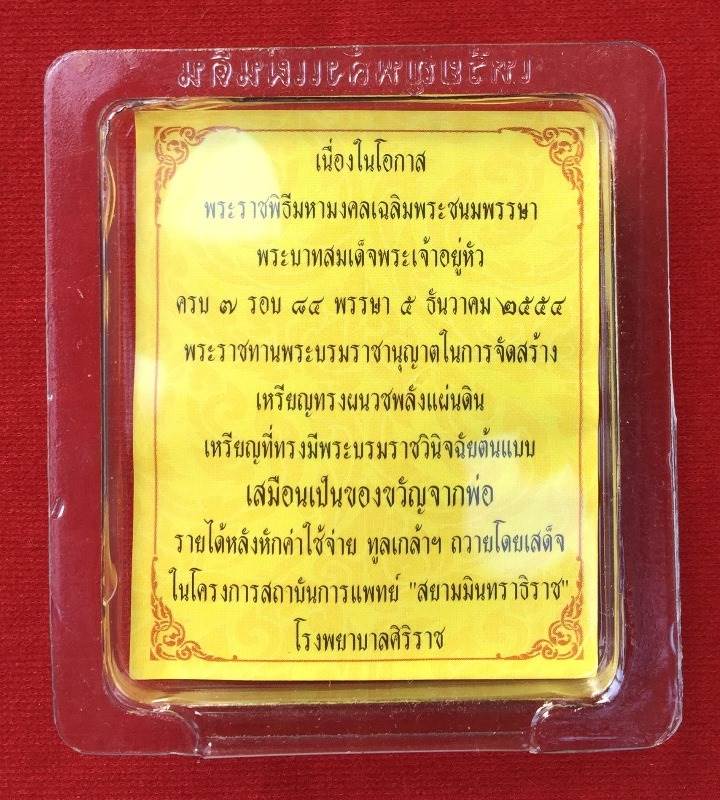 เหรียญพลังแผ่นดิน
เนื่องในโอกาส
พระราชพิธีมหามงคลเฉลิมพระชนมพรรษา
พระบาทสมเด็จพระเจ้าอยู่หัว
ครบ ๗ รอบ ๘๔ พรรษา ๕ ธันวาคม ๒๕๕๔
พระราชทานพระบรมราชานุญาตในการจัดสร้าง
เหรียญทรงผนวชพลังแผ่นดิน
เหรียญที่ทรงมีพระบรมราชวินิจฉัยต้นแบบ
เสมือนเป็นของขวัญจากพ่อ
รายได้หลังหักค่าใช้จ่าย ทูลเกล้าฯ ถวายโดยเสด็จ
ในโครงการสถาบันการแพทย์ "สยามมินทราธิราช"
โรงพยาบาลศิริราช